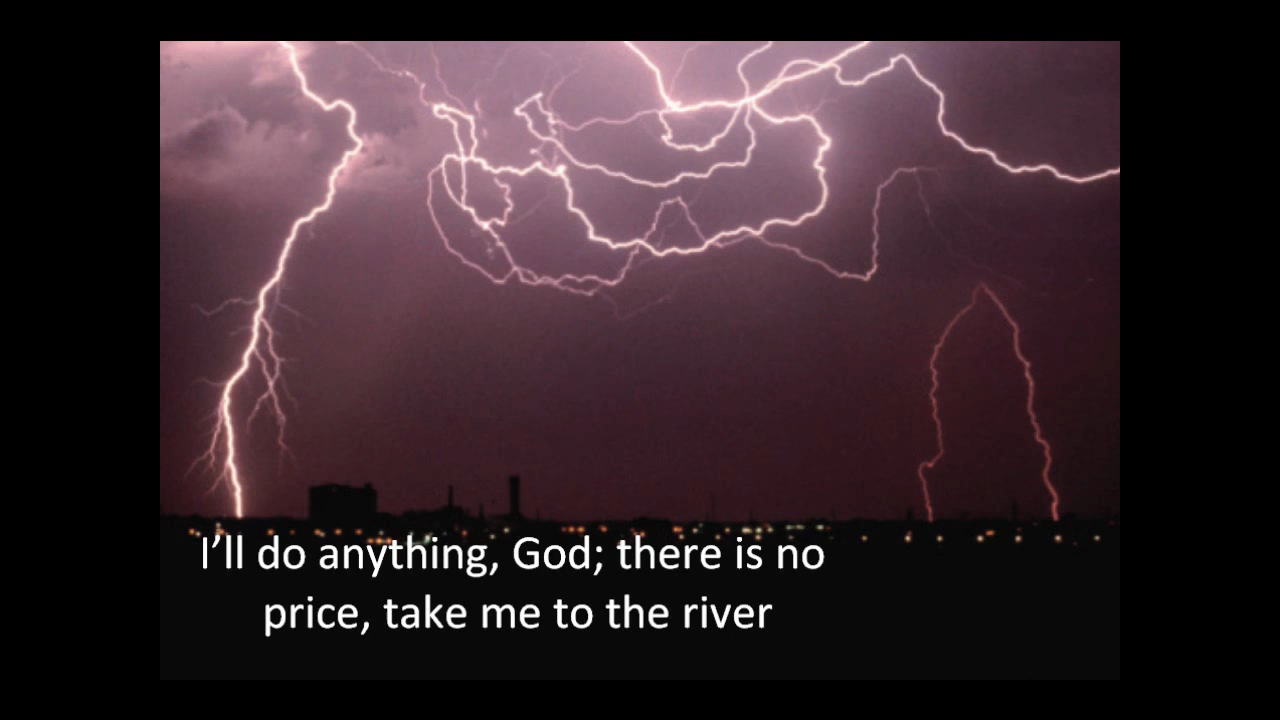 I’ll do anything, God; there is no
price, take me to the river